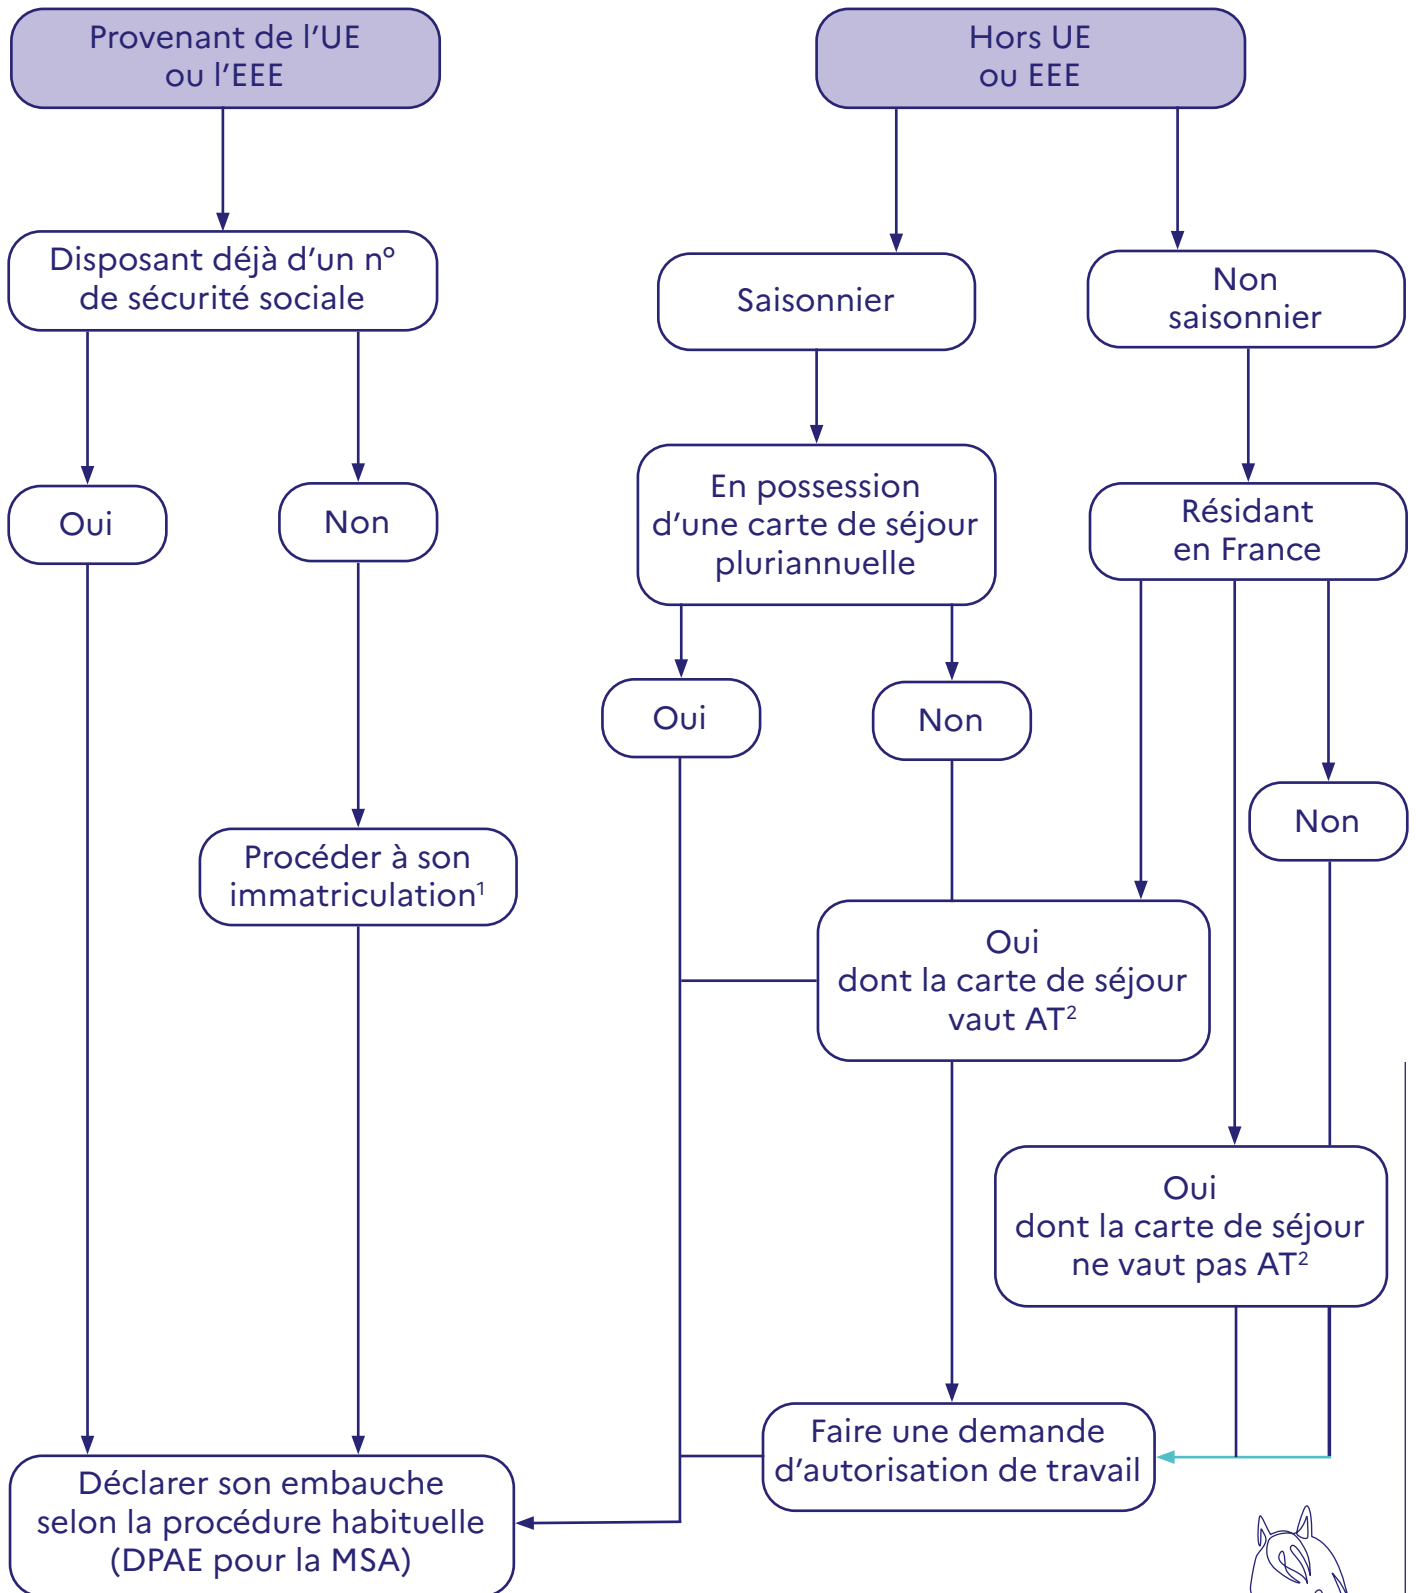 Provenant de l’UE
ou l’EEE
Hors UE
ou EEE
Disposant déjà d’un n°
de sécurité sociale
Saisonnier
Non
saisonnier
Oui
Non
En possession
d’une carte de séjour
pluriannuelle
Résidant
en France
Oui
Non
Non
Procéder à son
immatriculation¹
Oui
dont la carte de séjour
vaut AT²
Oui
dont la carte de séjour
ne vaut pas AT²
Faire une demande
d’autorisation de travail
Déclarer son embauche
selon la procédure habituelle
(DPAE pour la MSA)